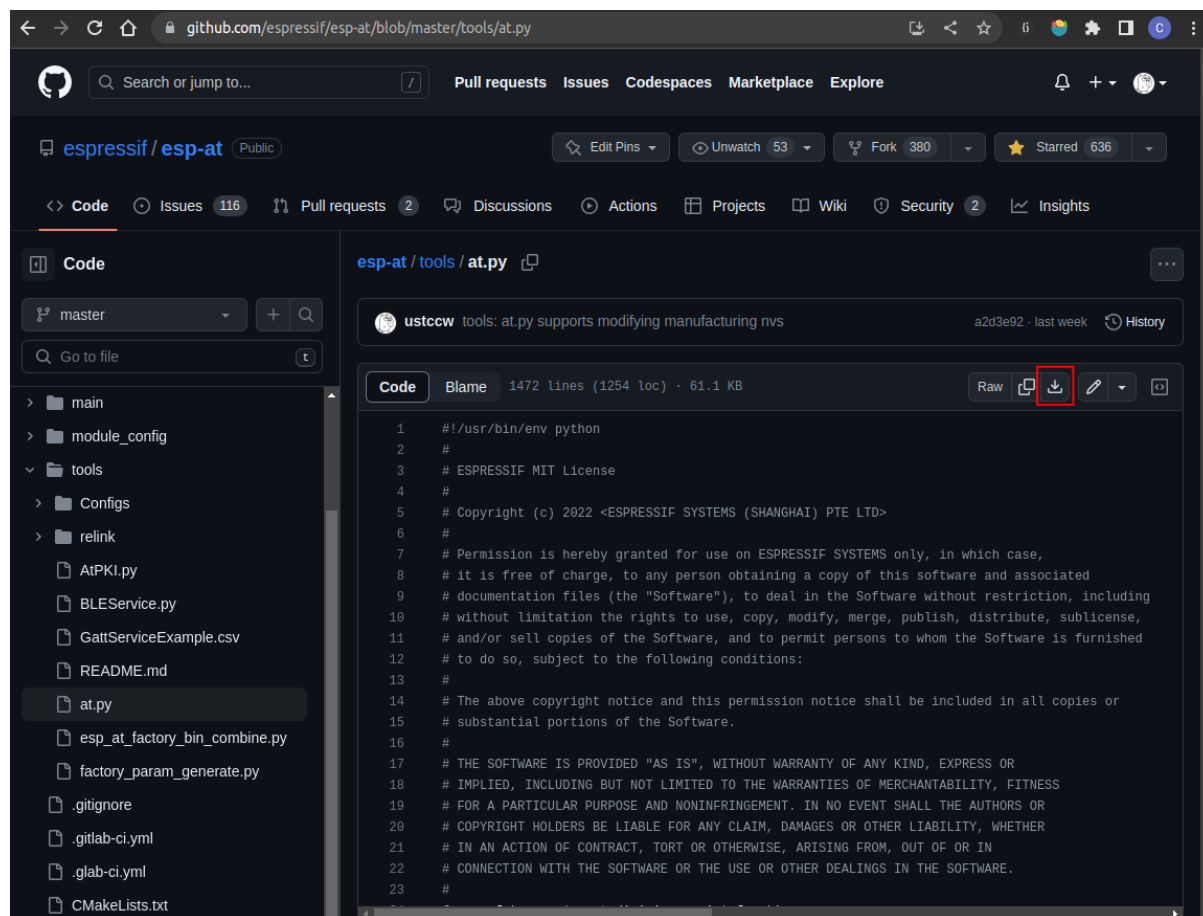 github.com/espressif/esp-at/blob/master/tools/at.py
C
Search or jump to... /
Pull requests Issues Codespaces Marketplace Explore
espressif / esp-at Public
Edit Pins Unwatch 53 Fork 380 Starred 636
<> Code Issues 116 Pull requests 2 Discussions Actions Projects Wiki Security 2 Insights
Code
master
Go to file t
main
module_config
tools
Configs
relink
AtPKI.py
BLEService.py
GattServiceExample.csv
README.md
at.py
esp_at_factory_bin_combine.py
factory_param_generate.py
.gitignore
.gitlab-ci.yml
.glab-ci.yml
CMakeLists.txt
esp-at / tools / at.py
ustccw tools: at.py supports modifying manufacturing nvs a2d3e92 · last week History
Code Blame 1472 lines (1254 loc) · 61.1 KB Raw
1 #!/usr/bin/env python
2 #
3 # ESPRESSIF MIT License
4 #
5 # Copyright (c) 2022 <ESPRESSIF SYSTEMS (SHANGHAI) PTE LTD>
6 #
7 # Permission is hereby granted for use on ESPRESSIF SYSTEMS only, in which case,
8 # it is free of charge, to any person obtaining a copy of this software and associated
9 # documentation files (the "Software"), to deal in the Software without restriction, including
10 # without limitation the rights to use, copy, modify, merge, publish, distribute, sublicense,
11 # and/or sell copies of the Software, and to permit persons to whom the Software is furnished
12 # to do so, subject to the following conditions:
13 #
14 # The above copyright notice and this permission notice shall be included in all copies or
15 # substantial portions of the Software.
16 #
17 # THE SOFTWARE IS PROVIDED "AS IS", WITHOUT WARRANTY OF ANY KIND, EXPRESS OR
18 # IMPLIED, INCLUDING BUT NOT LIMITED TO THE WARRANTIES OF MERCHANTABILITY, FITNESS
19 # FOR A PARTICULAR PURPOSE AND NONINFRINGEMENT. IN NO EVENT SHALL THE AUTHORS OR
20 # COPYRIGHT HOLDERS BE LIABLE FOR ANY CLAIM, DAMAGES OR OTHER LIABILITY, WHETHER
21 # IN AN ACTION OF CONTRACT, TORT OR OTHERWISE, ARISING FROM, OUT OF OR IN
22 # CONNECTION WITH THE SOFTWARE OR THE USE OR OTHER DEALINGS IN THE SOFTWARE.
23 #